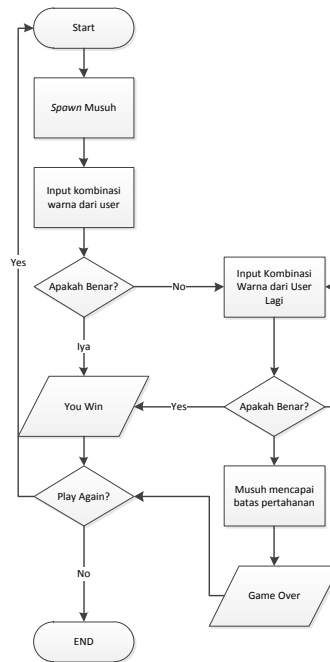 Start
Spawn Musuh
Input kombinasi
warna dari user
Yes
Apakah Benar?
No
Input Kombinasi
Warna dari User
Lagi
Iya
You Win
Yes
Apakah Benar?
Play Again?
Musuh mencapai
batas pertahanan
No
Game Over
END